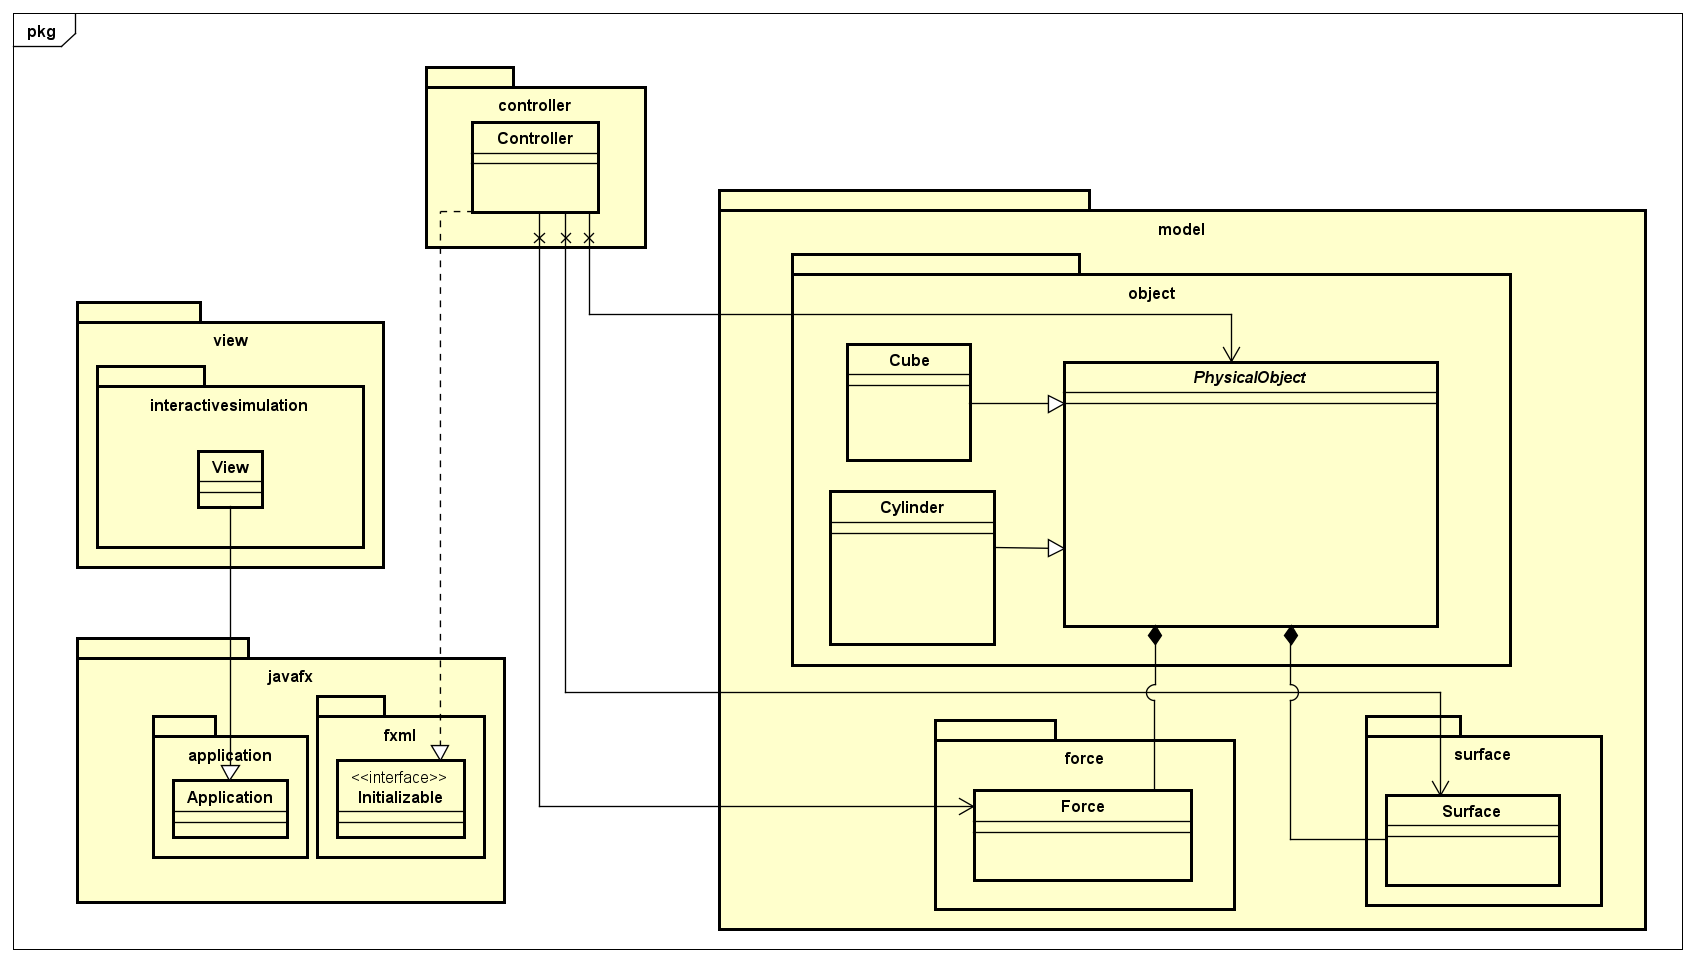 pkg
controller
Controller
model
object
view
Cube
PhysicalObject
interactivesimulation
View
Cylinder
javafx
fxml
application
force
surface
<<interface>>
Initializable
Application
Force
Surface